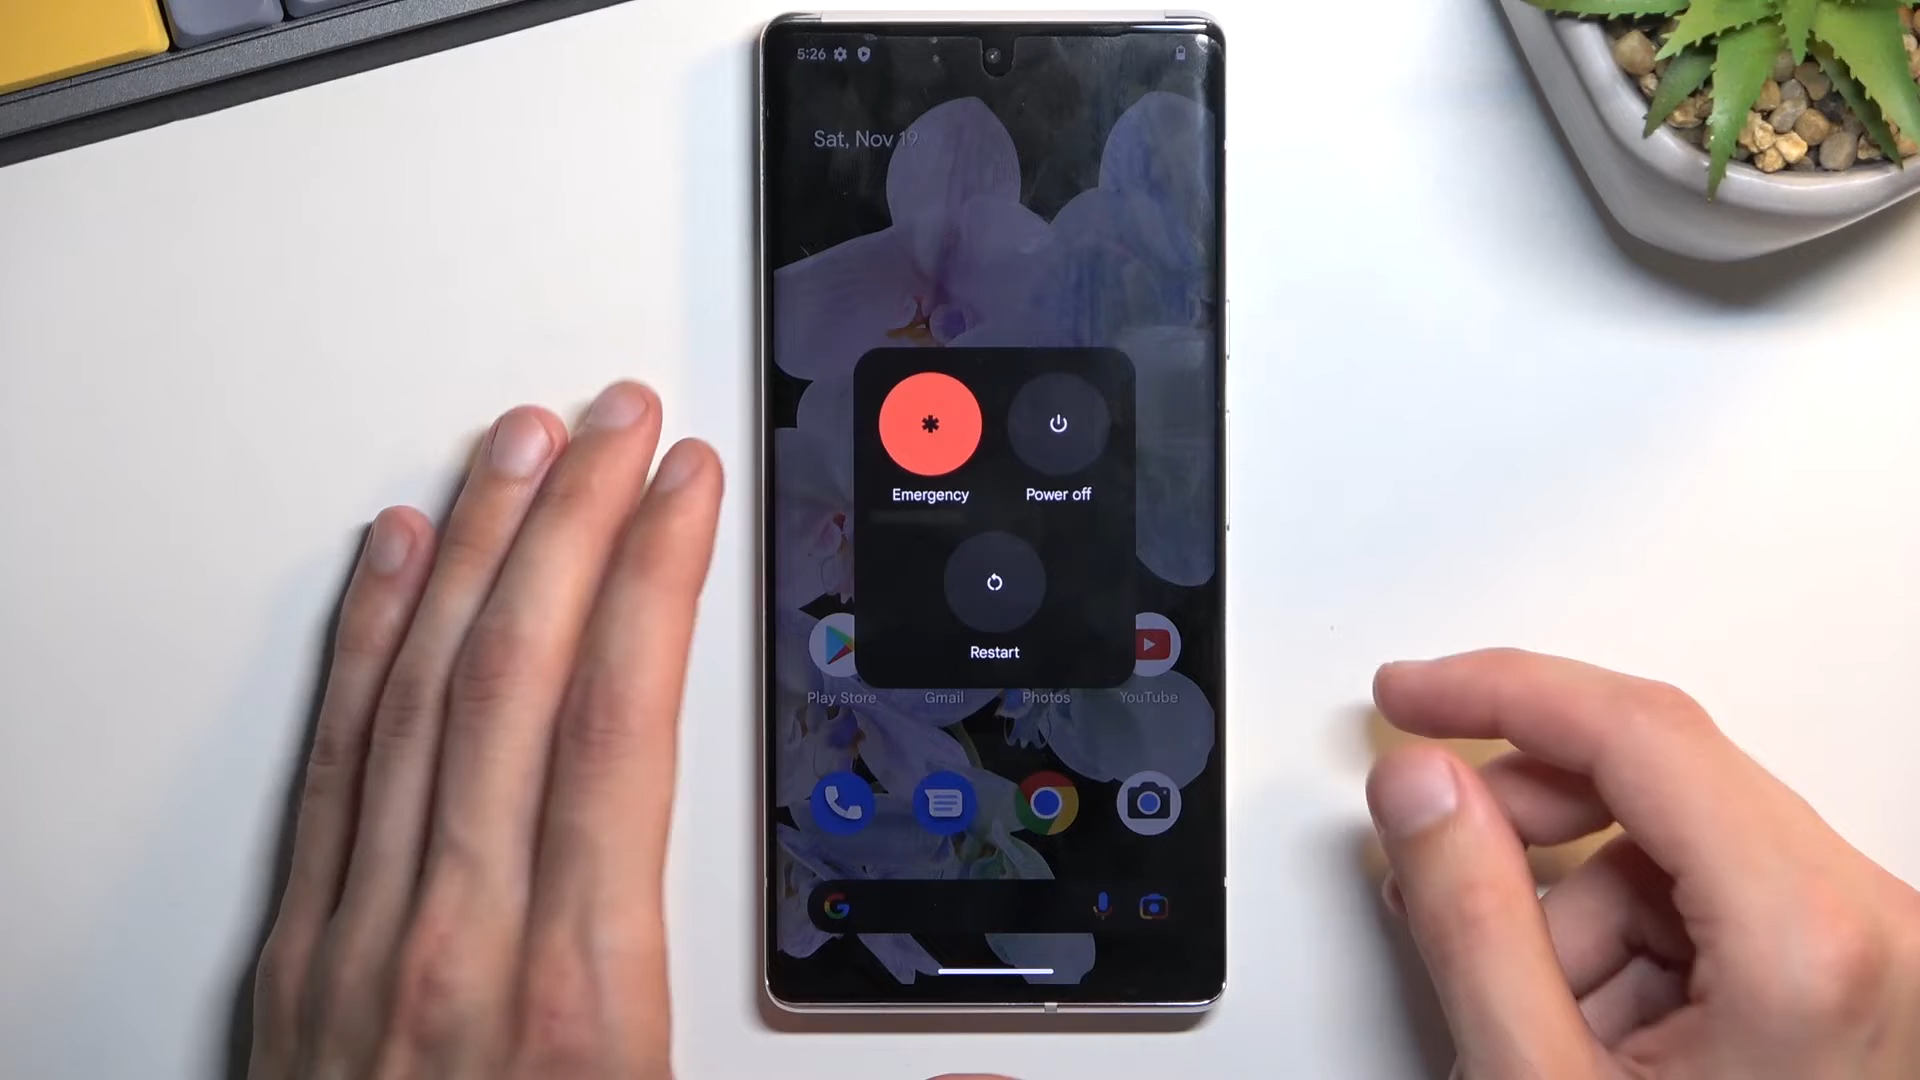 5:26
Sat, Nov 19
Emergency
Power off
Restart
Play Store
Gmail
Photos
YouTube
G